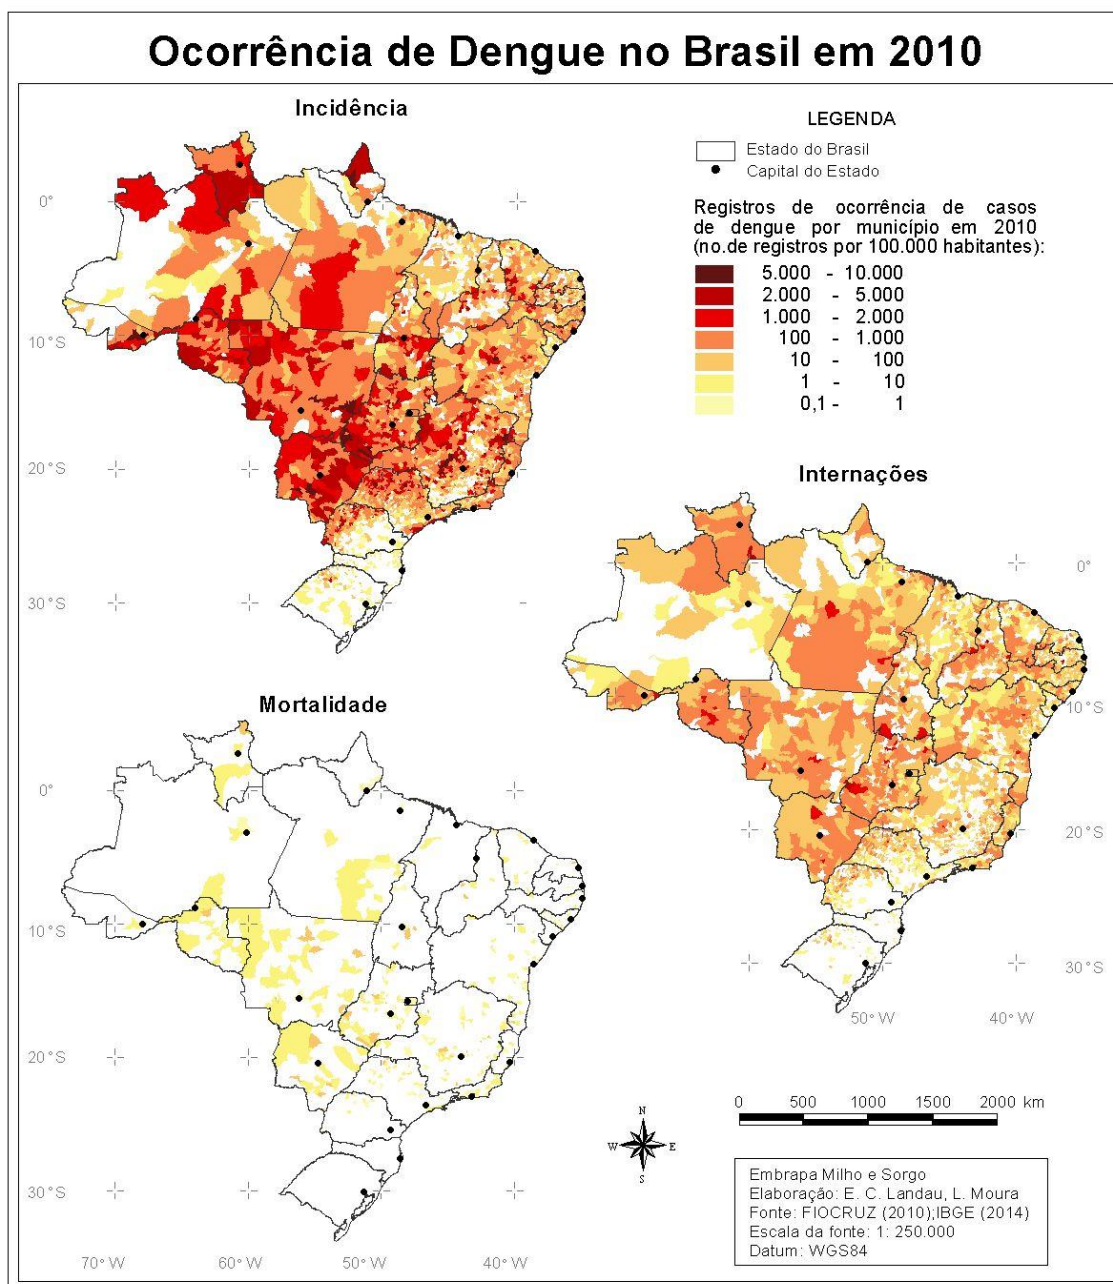 Ocorrência de Dengue no Brasil em 2010
Incidência
LEGENDA
Estado do Brasil
Capital do Estado
Registros de ocorrência de casos
de dengue por município em 2010
(no.de registros por 100.000 habitantes):
5.000 - 10.000
2.000 - 5.000
1.000 - 2.000
100 - 1.000
10 - 100
1 - 10
0,1 - 1
0°
10°S
20°S
30°S
Internações
0°
10°S
20°S
30°S
50°W 40°W
Mortalidade
0°
10°S
20°S
30°S
70°W 60°W 50°W 40°W
N
W E
S
0 500 1000 1500 2000 km
Embrapa Milho e Sorgo
Elaboração: E. C. Landau, L. Moura
Fonte: FIOCRUZ (2010);IBGE (2014)
Escala da fonte: 1: 250.000
Datum: WGS84